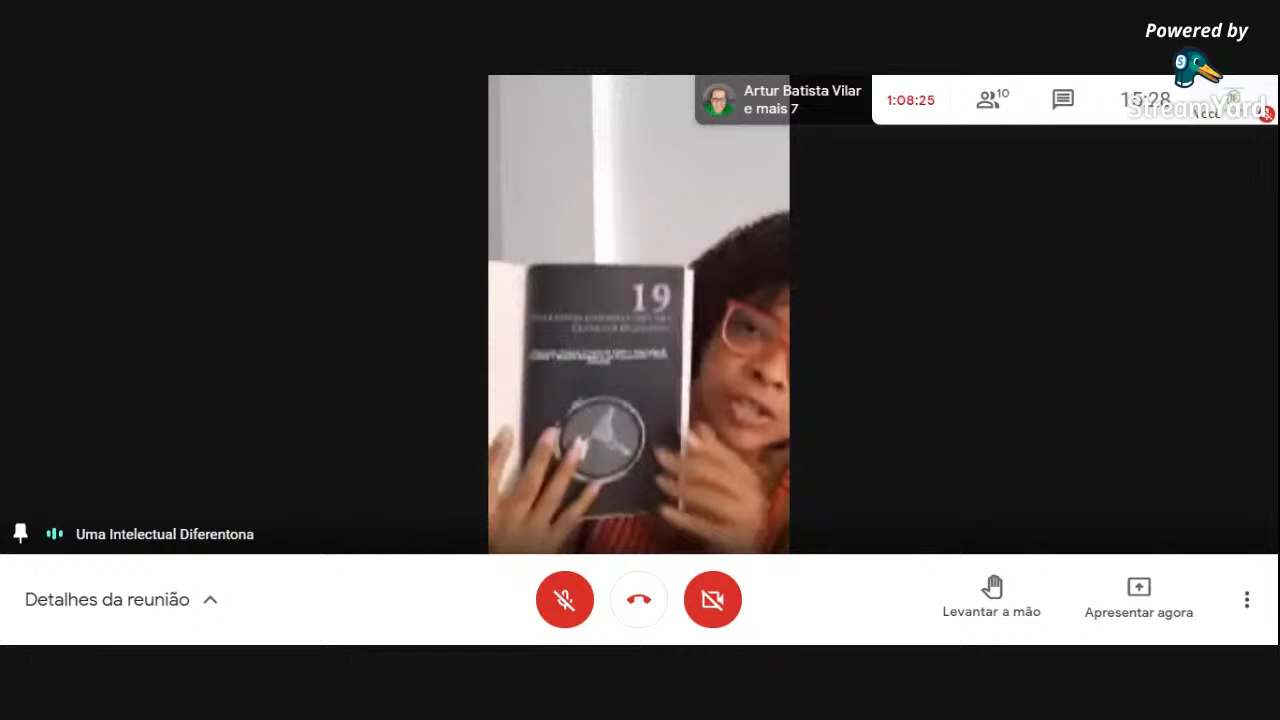 Powered by
StreamYard
Artur Batista Vilar
e mais 7
1:08:25
10
15:28
19
Uma Intelectual Diferentona
Detalhes da reunião
Levantar a mão
Apresentar agora